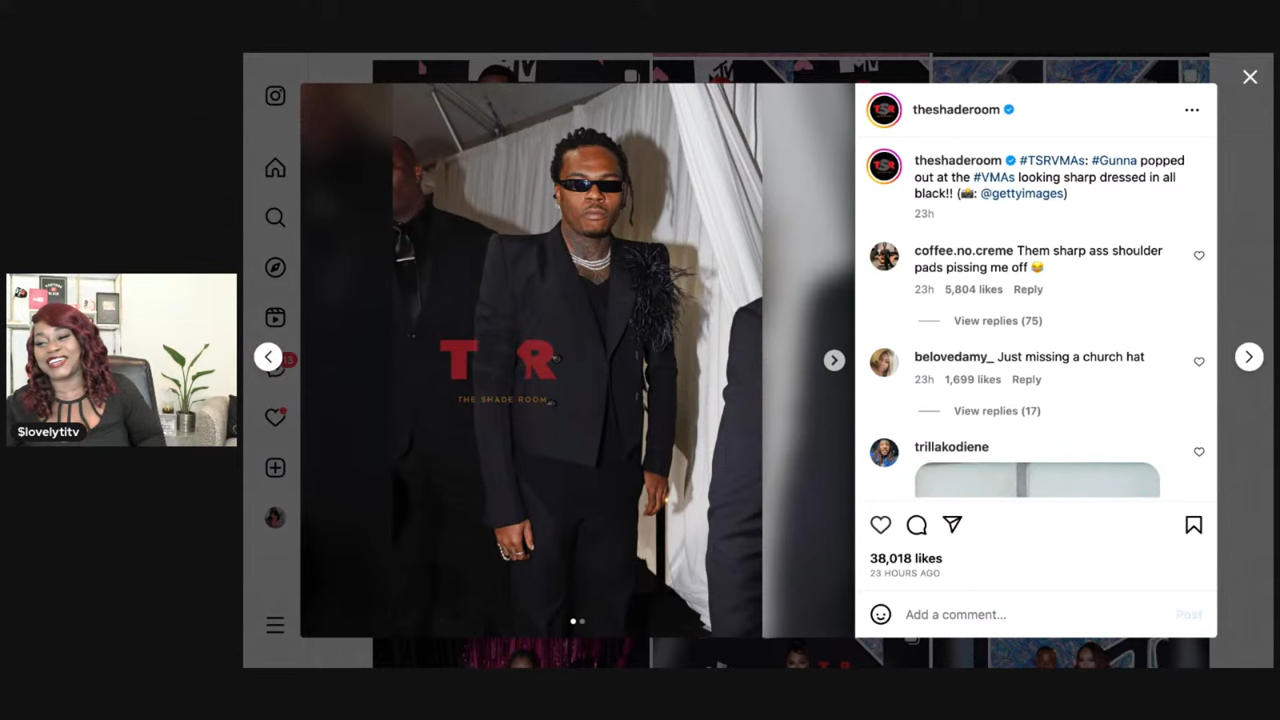 theshaderoom
theshaderoom #TSRVMAs: #Gunna popped
out at the #VMAs looking sharp dressed in all
black!! (📸: @gettyimages)
23h
coffee.no.creme Them sharp ass shoulder
pads pissing me off 😂
23h 5,804 likes Reply
View replies (75)
belovedamy_ Just missing a church hat
23h 1,699 likes Reply
View replies (17)
trillakodiene
38,018 likes
23 HOURS AGO
Add a comment...
Post
TSR
THE SHADE ROOM
$lovelytitv